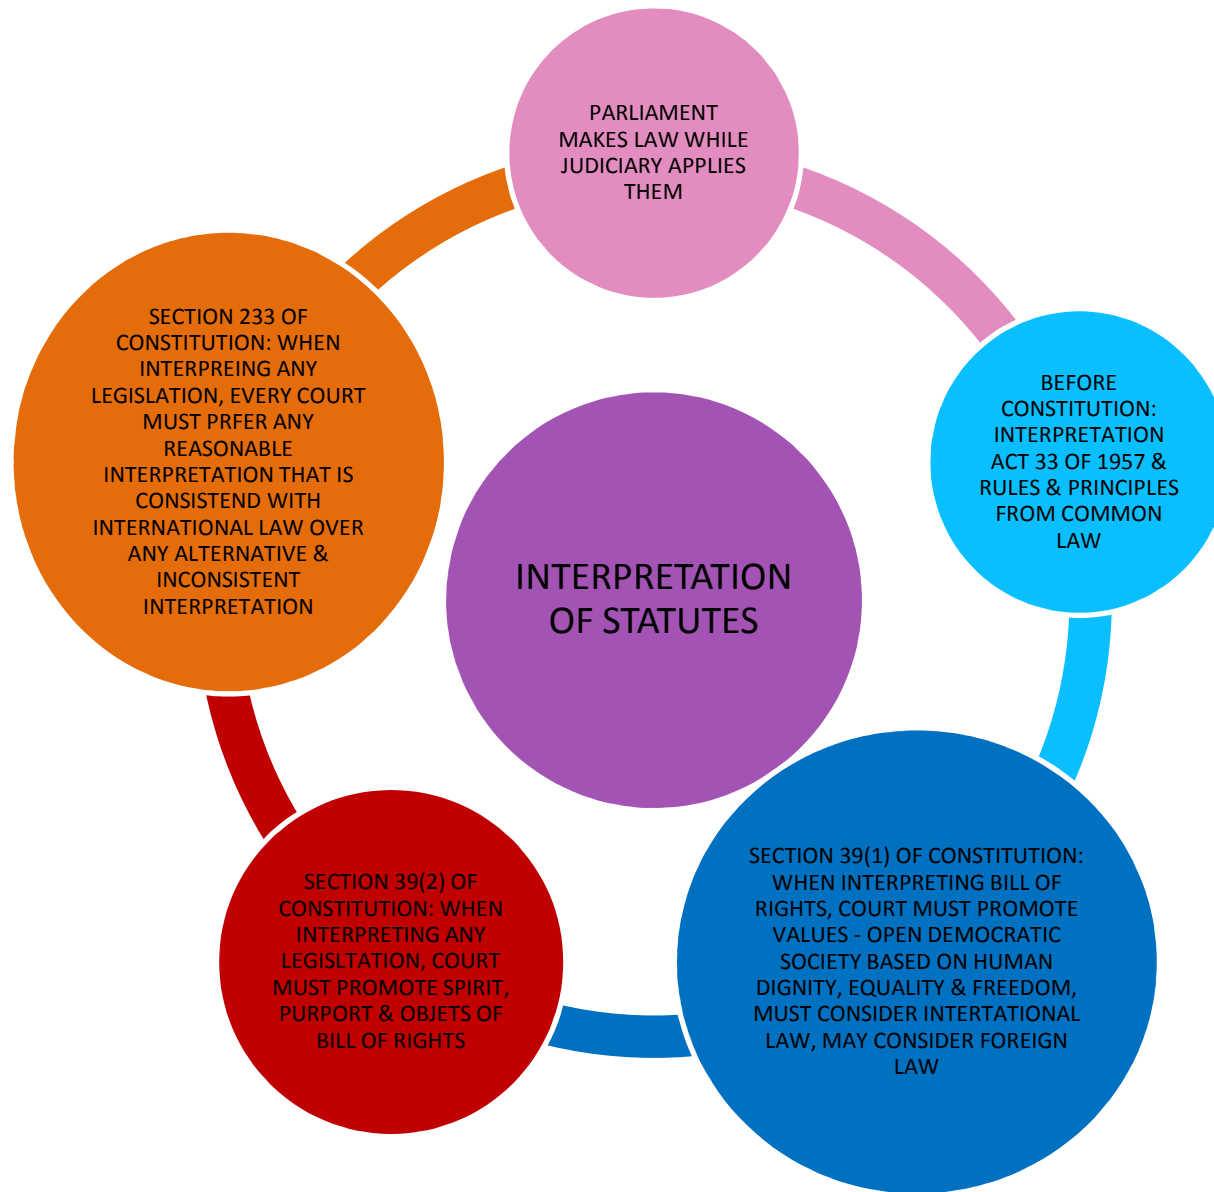 PARLIAMENT
MAKES LAW WHILE
JUDICIARY APPLIES
THEM
BEFORE
CONSTITUTION:
INTERPRETATION
ACT 33 OF 1957 &
RULES & PRINCIPLES
FROM COMMON
LAW
SECTION 39(1) OF CONSTITUTION:
WHEN INTERPRETING BILL OF
RIGHTS, COURT MUST PROMOTE
VALUES - OPEN DEMOCRATIC
SOCIETY BASED ON HUMAN
DIGNITY, EQUALITY & FREEDOM,
MUST CONSIDER INTERTATIONAL
LAW, MAY CONSIDER FOREIGN
LAW
SECTION 39(2) OF
CONSTITUTION: WHEN
INTERPRETING ANY
LEGISLTATION, COURT
MUST PROMOTE SPIRIT,
PURPORT & OBJETS OF
BILL OF RIGHTS
SECTION 233 OF
CONSTITUTION: WHEN
INTERPREING ANY
LEGISLATION, EVERY COURT
MUST PRFER ANY
REASONABLE
INTERPRETATION THAT IS
CONSISTEND WITH
INTERNATIONAL LAW OVER
ANY ALTERNATIVE &
INCONSISTENT
INTERPRETATION
INTERPRETATION
OF STATUTES